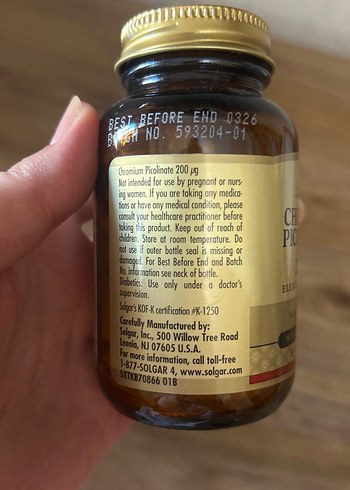 BEST BEFORE END 0326
BATCH NO. 593204-01
Chromium Picolinate 200 µg
Not intended for use by pregnant or nurs-
ing women. If you are taking any medica-
tions or have any medical condition, please
consult your healthcare practitioner before
taking this product. Keep out of reach of
children. Store at room temperature. Do
not use if outer bottle seal is missing or
damaged. For Best Before End and Batch
No. information see neck of bottle.
Diabetics: Use only under a doctor's
supervision.
Solgar's KOF-K certification #K-1250
Carefully Manufactured by:
Solgar, Inc., 500 Willow Tree Road
Leonia, NJ 07605 U.S.A.
For more information, call toll-free
1-877-SOLGAR 4, www.solgar.com
SXTKB70866 01B
CH
PIC
ELE